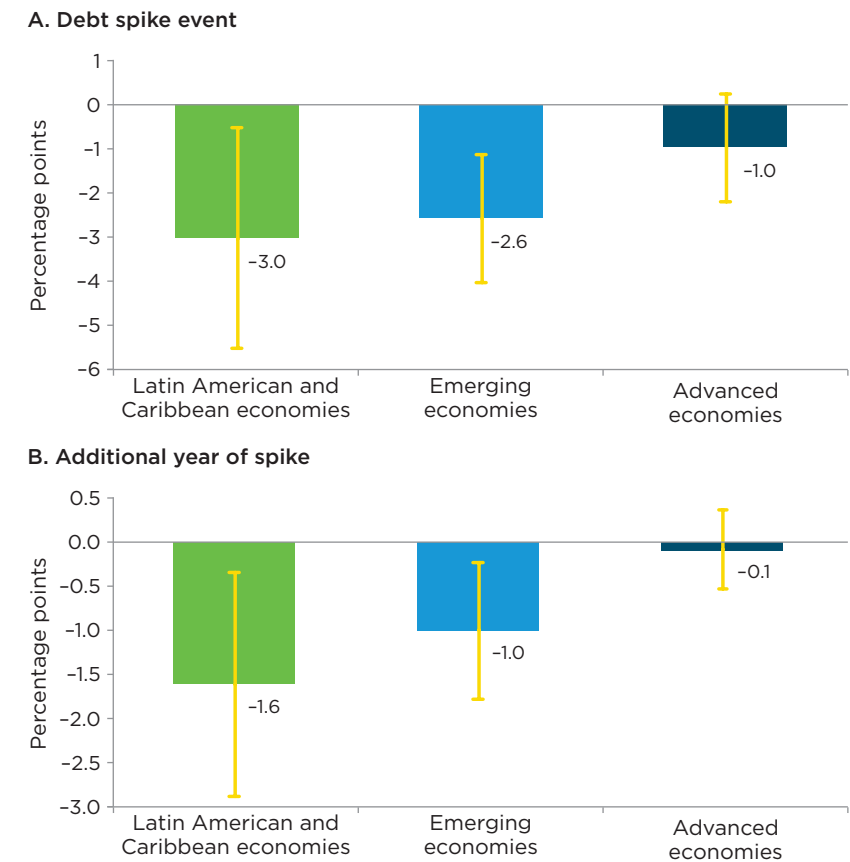 A. Debt spike event
Percentage points
1
0
–1
–2
–3
–4
–5
–6
–3.0
–2.6
–1.0
Latin American and
Caribbean economies
Emerging
economies
Advanced
economies
B. Additional year of spike
Percentage points
0.5
0.0
–0.5
–1.0
–1.5
–2.0
–2.5
–3.0
–1.6
–1.0
–0.1
Latin American and
Caribbean economies
Emerging
economies
Advanced
economies